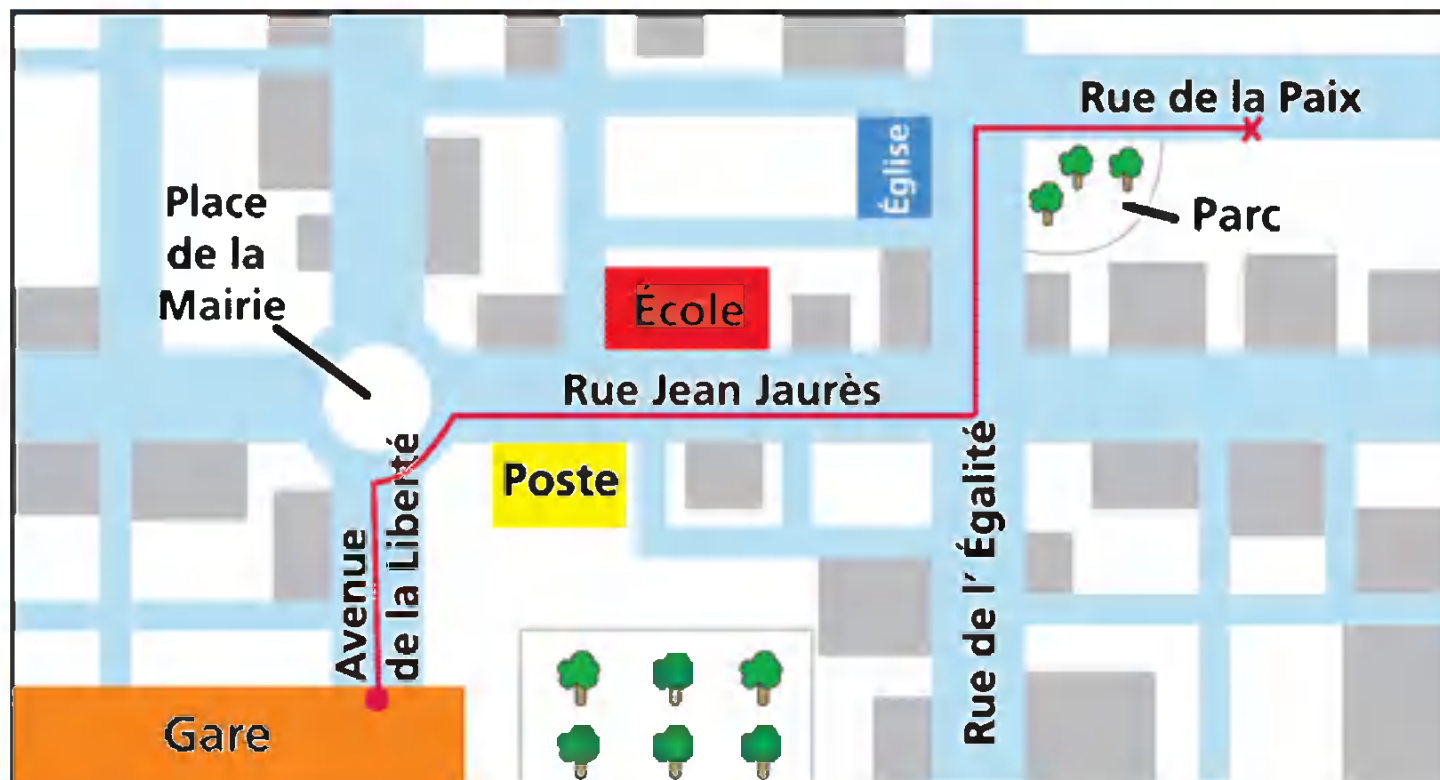 Rue de la Paix
Église
Place
de la
Mairie
Parc
École
Rue Jean Jaurès
Poste
Avenue
de la Liberté
Rue de l' Égalité
Gare